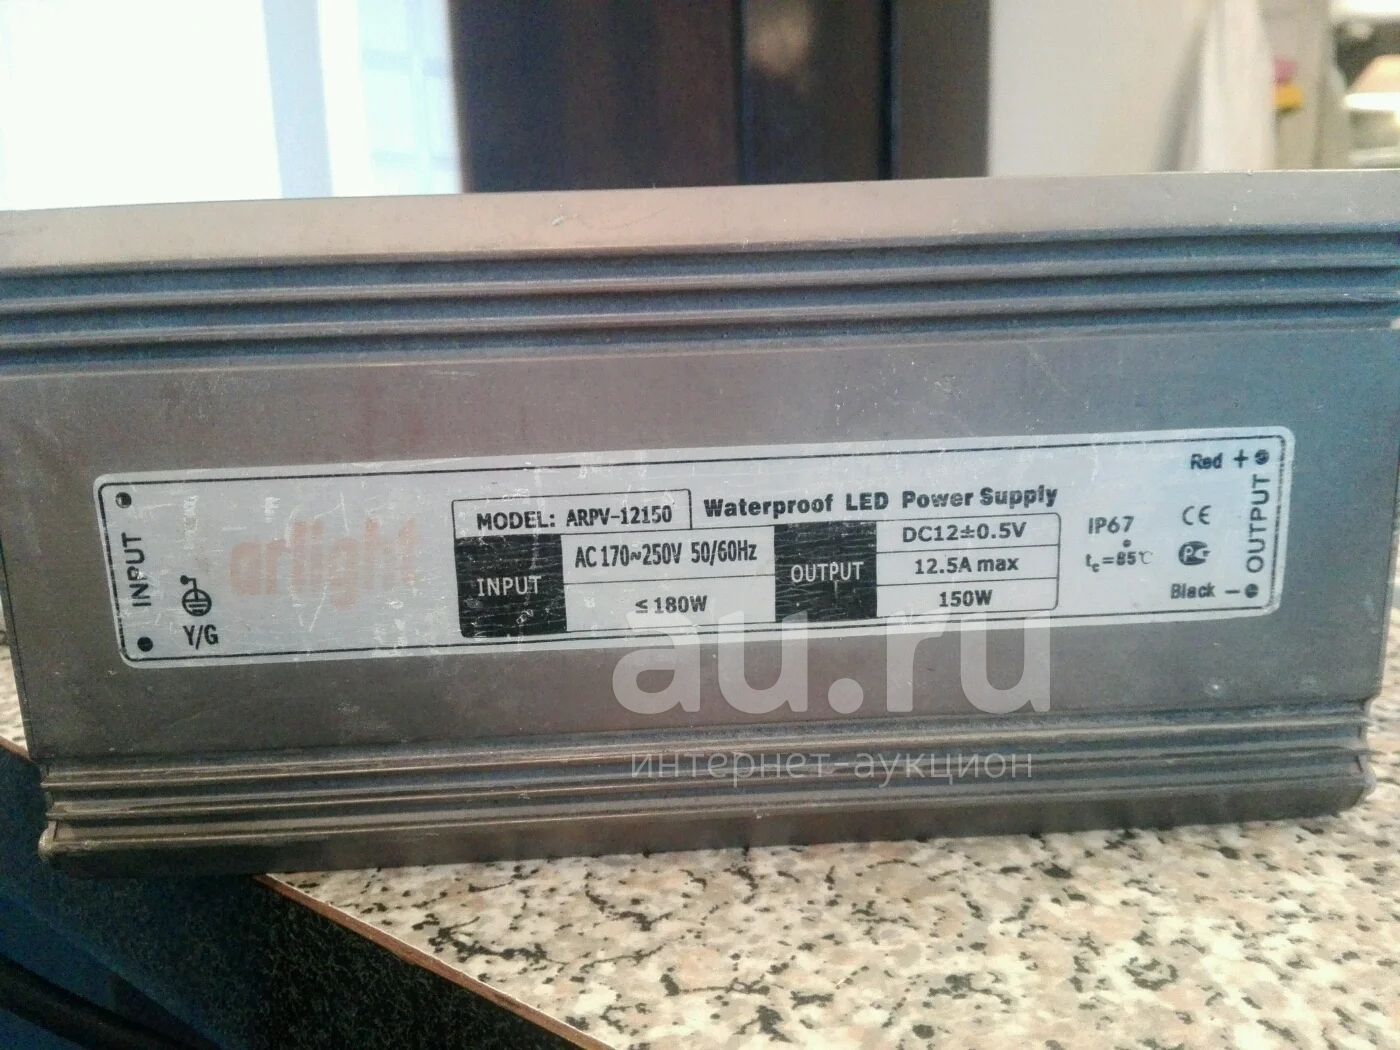 INPUT
Y/G
arlight
MODEL: ARPV-12150
Waterproof LED Power Supply
INPUT
AC 170~250V 50/60Hz
≤180W
OUTPUT
DC12±0.5V
12.5A max
150W
IP67
tc=85℃
CE
Red +
Black −
OUTPUT
au.ru
интернет-аукцион